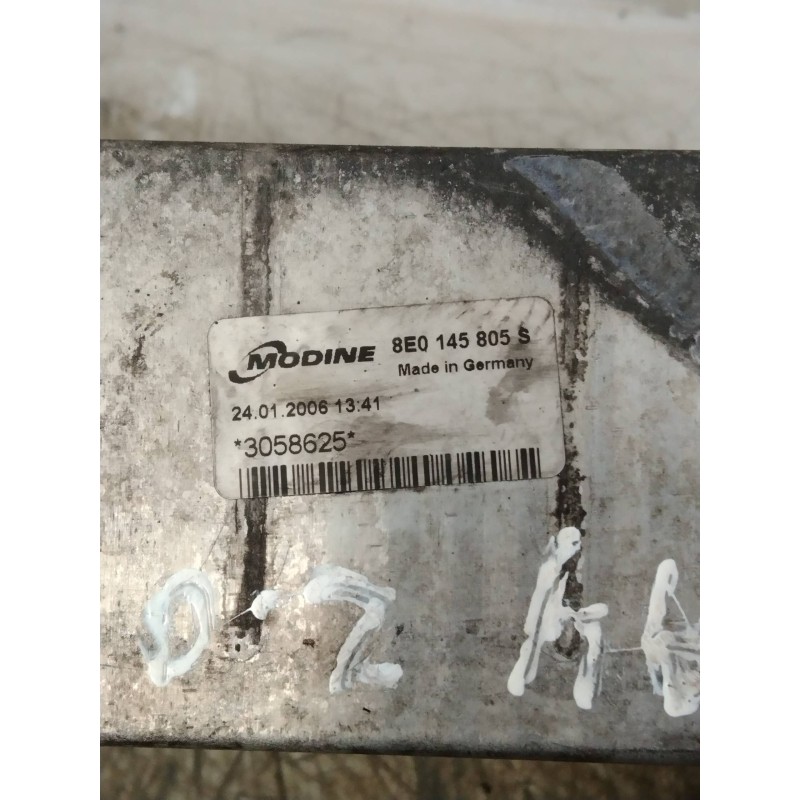 MODINE 8E0 145 805 S
Made in Germany
24.01.2006 13:41
*3058625*